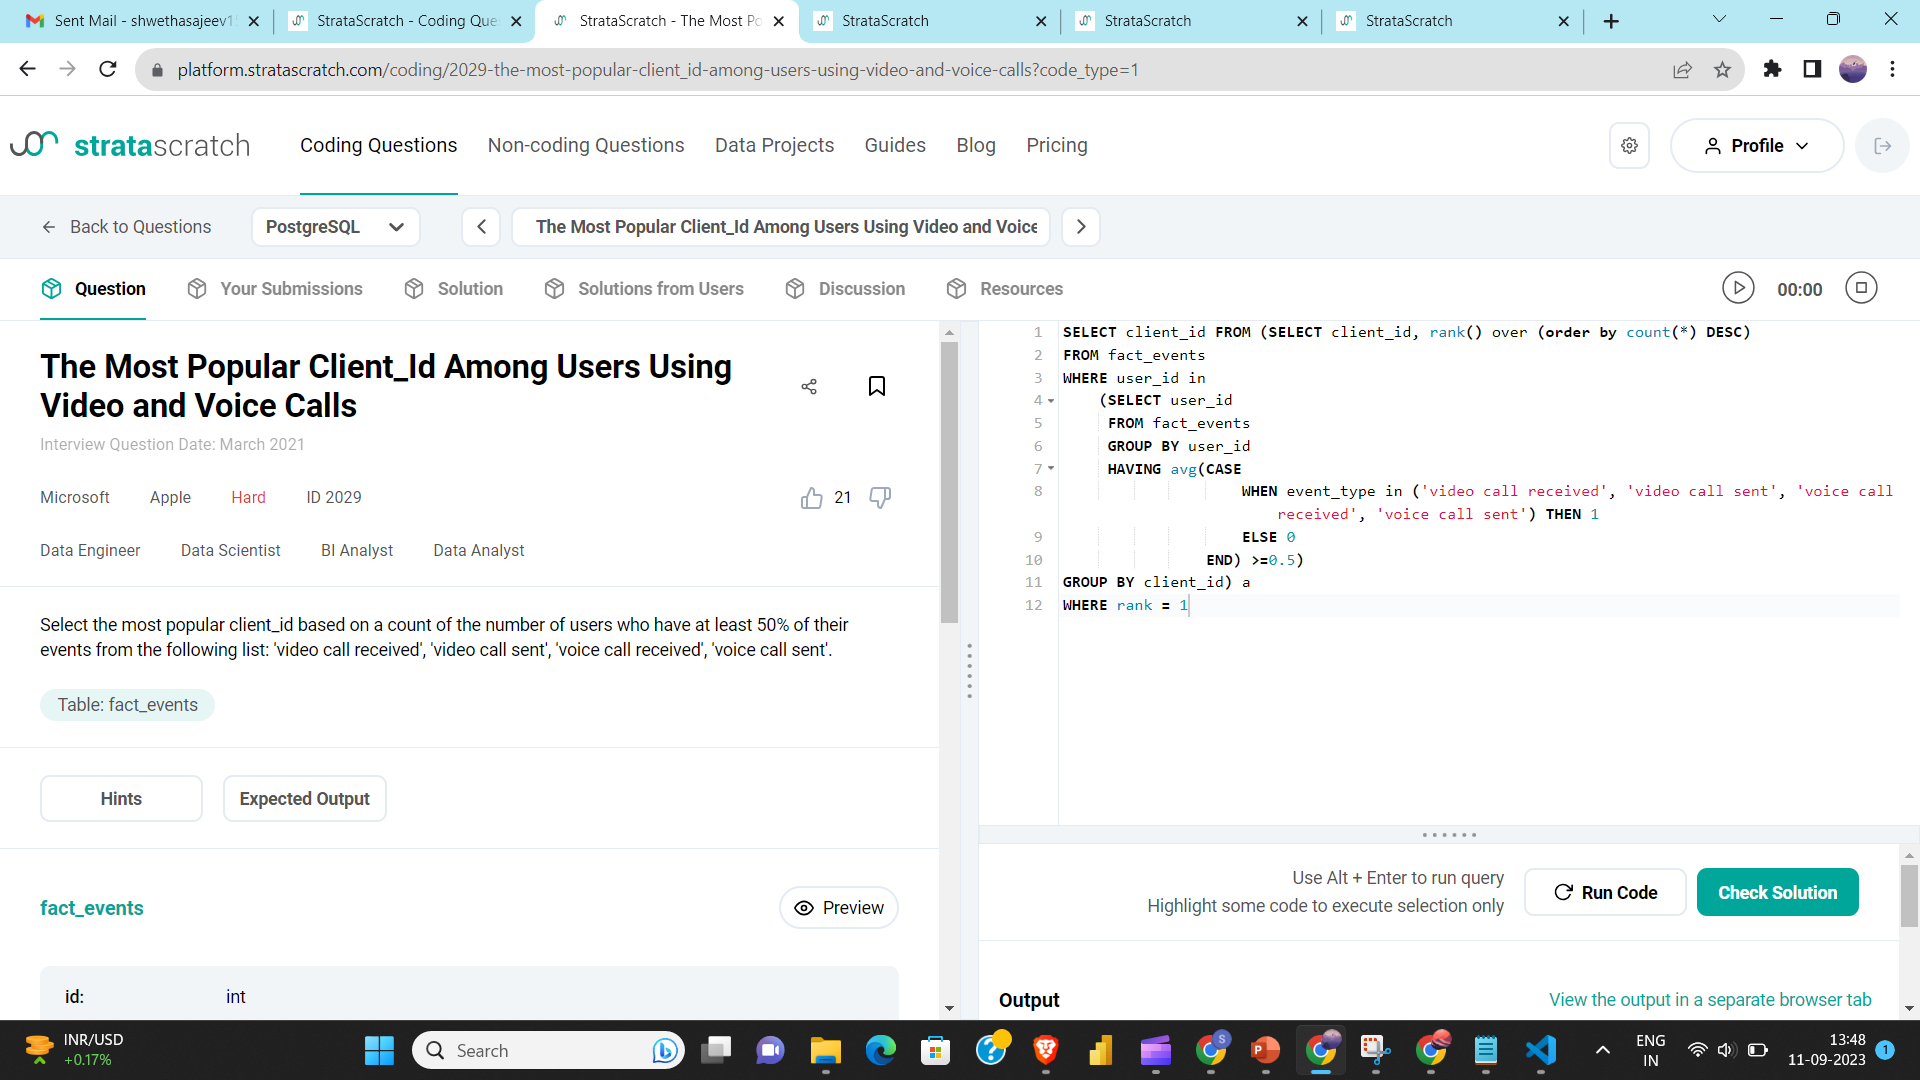 Sent Mail - shwethasajeev1
StrataScratch - Coding Que
StrataScratch - The Most Po
StrataScratch
StrataScratch
StrataScratch
platform.stratascratch.com/coding/2029-the-most-popular-client_id-among-users-using-video-and-voice-calls?code_type=1
stratascratch
Coding Questions
Non-coding Questions
Data Projects
Guides
Blog
Pricing
Profile
Back to Questions
PostgreSQL
The Most Popular Client_Id Among Users Using Video and Voice
Question
Your Submissions
Solution
Solutions from Users
Discussion
Resources
00:00
The Most Popular Client_Id Among Users Using
Video and Voice Calls
Interview Question Date: March 2021
Microsoft
Apple
Hard
ID 2029
21
Data Engineer
Data Scientist
BI Analyst
Data Analyst
Select the most popular client_id based on a count of the number of users who have at least 50% of their
events from the following list: 'video call received', 'video call sent', 'voice call received', 'voice call sent'.
Table: fact_events
Hints
Expected Output
fact_events
Preview
id:
int
1 SELECT client_id FROM (SELECT client_id, rank() over (order by count(*) DESC)
2 FROM fact_events
3 WHERE user_id in
4 (SELECT user_id
5 FROM fact_events
6 GROUP BY user_id
7 HAVING avg(CASE
8 WHEN event_type in ('video call received', 'video call sent', 'voice call
received', 'voice call sent') THEN 1
9 ELSE 0
10 END) >=0.5)
11 GROUP BY client_id) a
12 WHERE rank = 1
Use Alt + Enter to run query
Highlight some code to execute selection only
Run Code
Check Solution
Output
View the output in a separate browser tab
INR/USD
+0.17%
Search
S
ENG
IN
13:48
11-09-2023
1